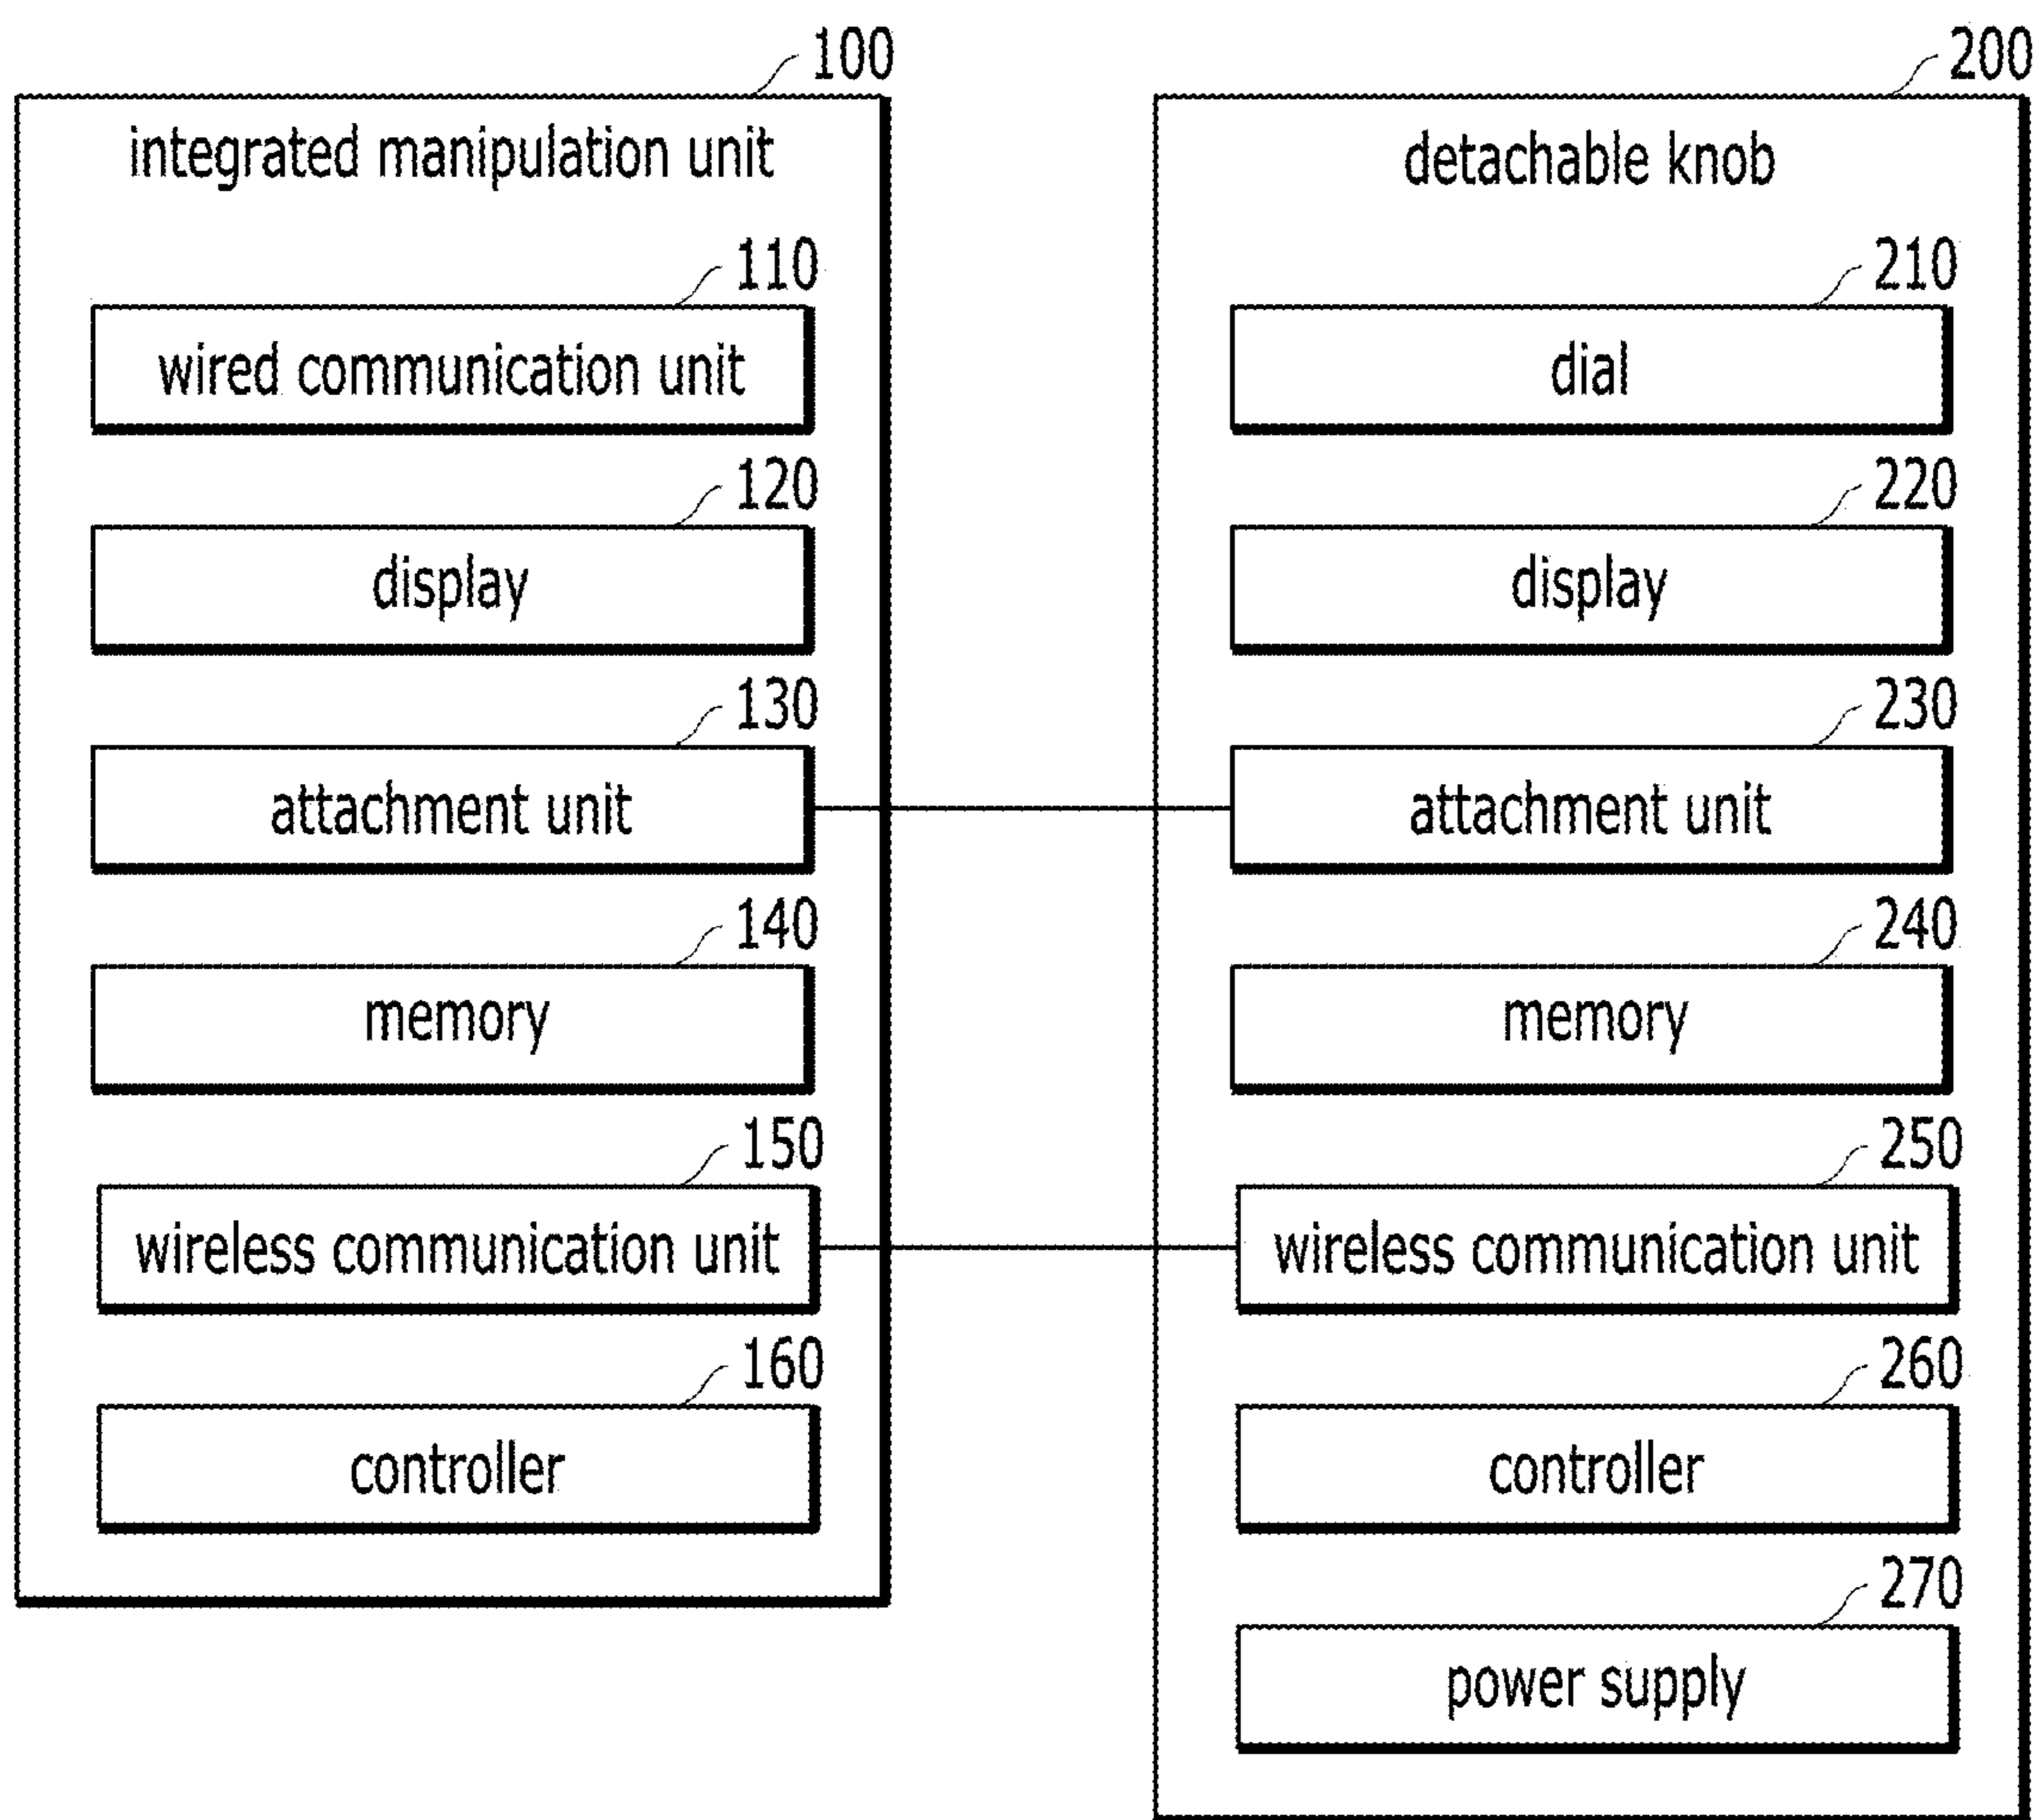 100
integrated manipulation unit
110
wired communication unit
120
display
130
attachment unit
140
memory
150
wireless communication unit
160
controller
200
detachable knob
210
dial
220
display
230
attachment unit
240
memory
250
wireless communication unit
260
controller
270
power supply